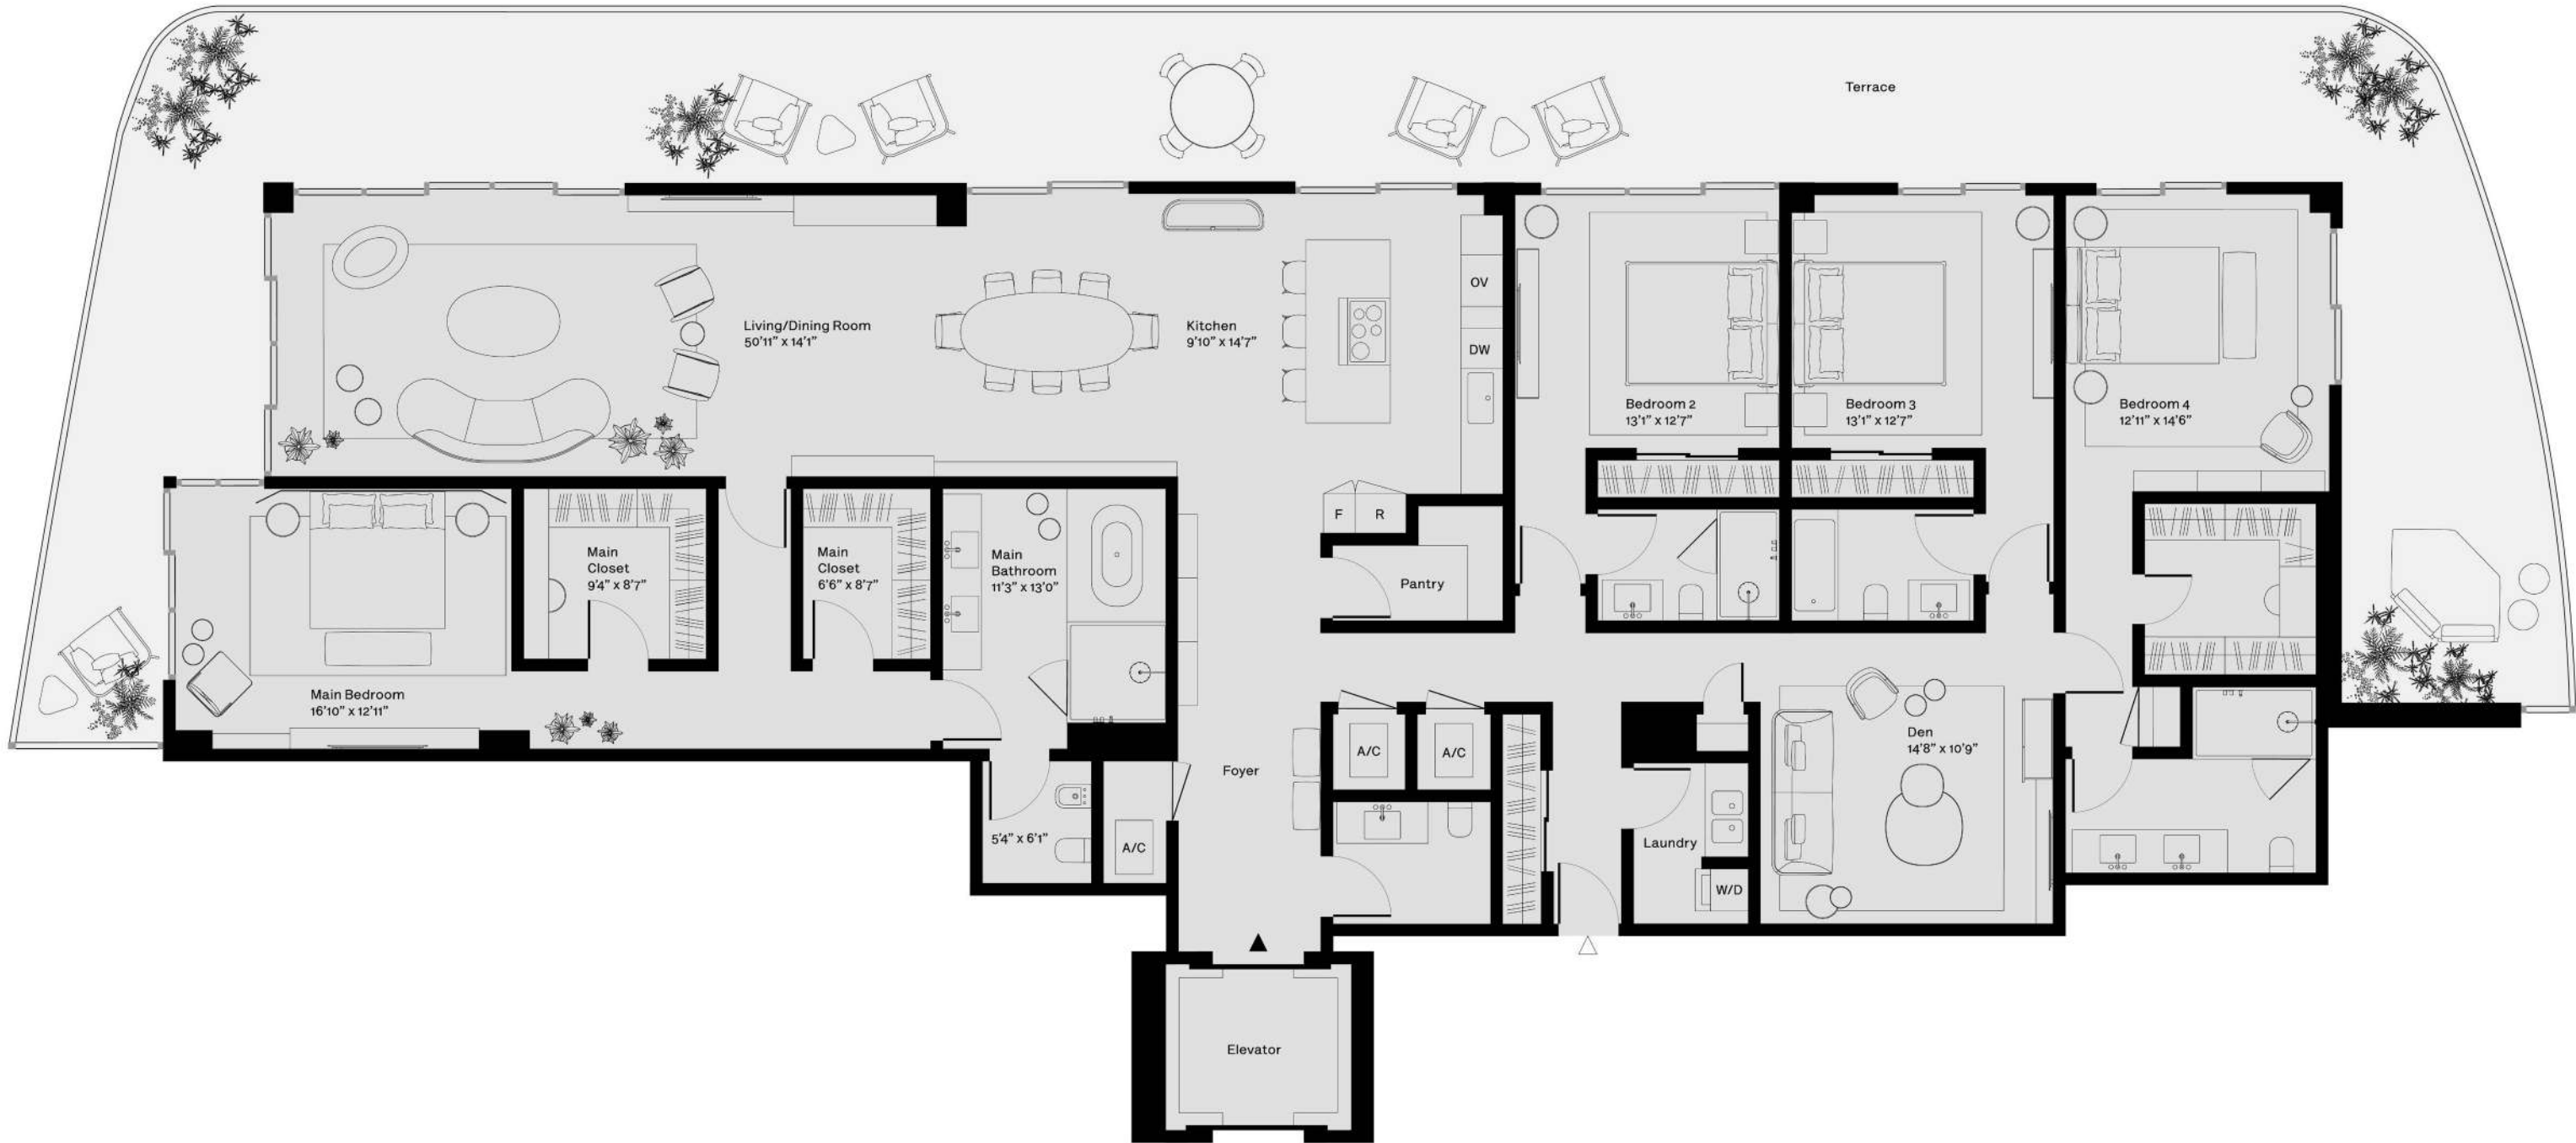 Terrace
Living/Dining Room
50'11" x 14'1"
Kitchen
9'10" x 14'7"
OV
DW
F
R
Pantry
Bedroom 2
13'1" x 12'7"
Bedroom 3
13'1" x 12'7"
Bedroom 4
12'11" x 14'6"
Main
Closet
9'4" x 8'7"
Main
Closet
6'6" x 8'7"
Main
Bathroom
11'3" x 13'0"
Main Bedroom
16'10" x 12'11"
5'4" x 6'1"
A/C
Foyer
A/C
A/C
Laundry
W/D
Den
14'8" x 10'9"
Elevator